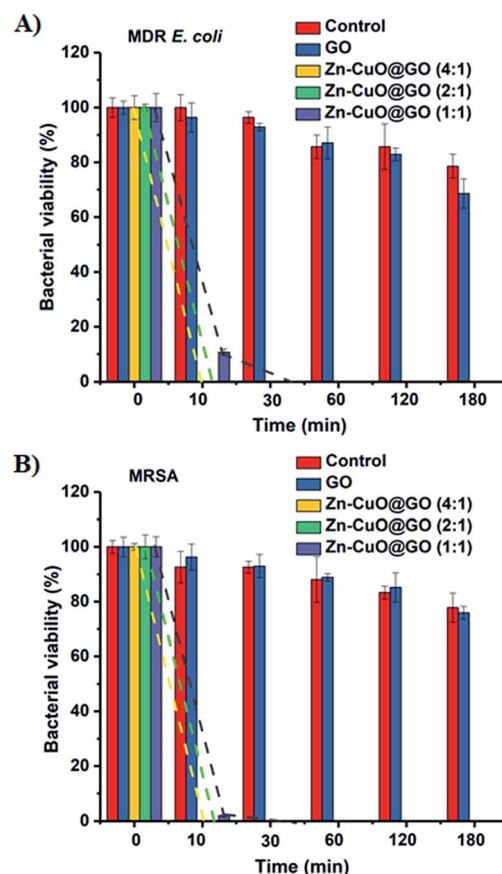 A)
MDR E. coli
Control
GO
Zn-CuO@GO (4:1)
Zn-CuO@GO (2:1)
Zn-CuO@GO (1:1)
Bacterial viability (%)
120
100
80
60
40
20
0
0 10 30 60 120 180
Time (min)
B)
MRSA
Control
GO
Zn-CuO@GO (4:1)
Zn-CuO@GO (2:1)
Zn-CuO@GO (1:1)
Bacterial viability (%)
120
100
80
60
40
20
0
0 10 30 60 120 180
Time (min)